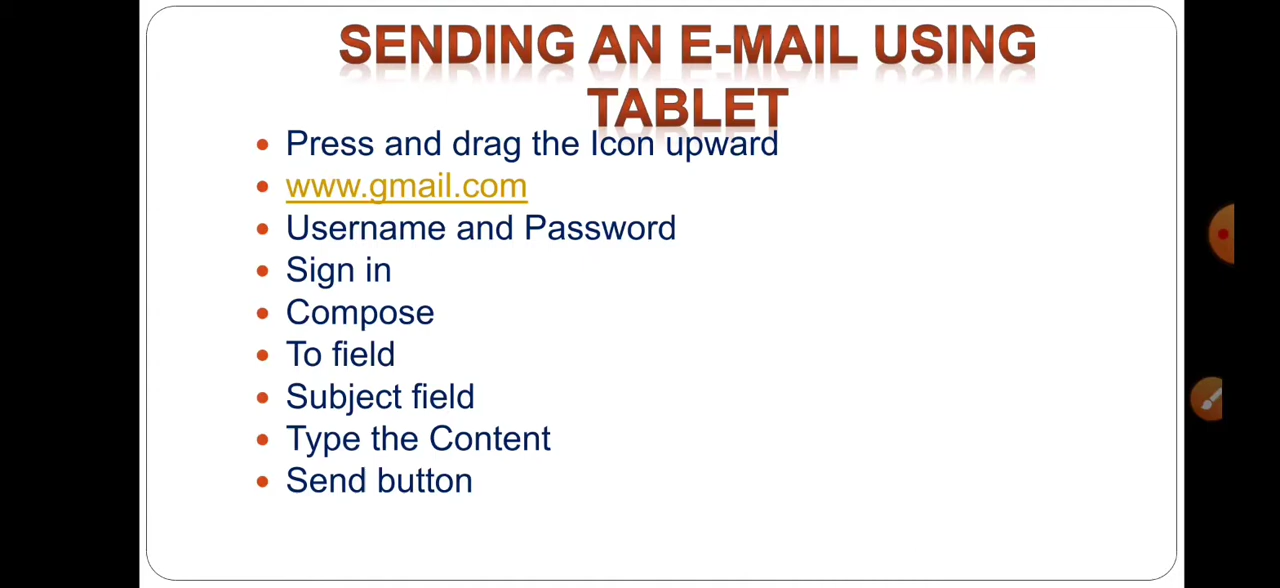 SENDING AN E-MAIL USING
TABLET
Press and drag the Icon upward
www.gmail.com
Username and Password
Sign in
Compose
To field
Subject field
Type the Content
Send button